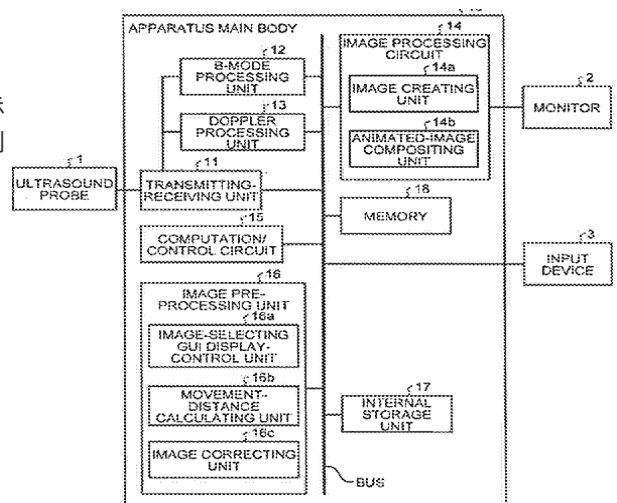 APPARATUS MAIN BODY
12
B-MODE
PROCESSING
UNIT
13
DOPPLER
PROCESSING
UNIT
1
ULTRASOUND
PROBE
11
TRANSMITTING-
RECEIVING UNIT
15
COMPUTATION/
CONTROL CIRCUIT
16
IMAGE PRE-
PROCESSING UNIT
16a
IMAGE-SELECTING
GUI DISPLAY-
CONTROL UNIT
16b
MOVEMENT-
DISTANCE
CALCULATING UNIT
16c
IMAGE CORRECTING
UNIT
14
IMAGE PROCESSING
CIRCUIT
14a
IMAGE CREATING
UNIT
14b
ANIMATED-IMAGE
COMPOSITING
UNIT
18
MEMORY
17
INTERNAL
STORAGE
UNIT
BUS
2
MONITOR
3
INPUT
DEVICE